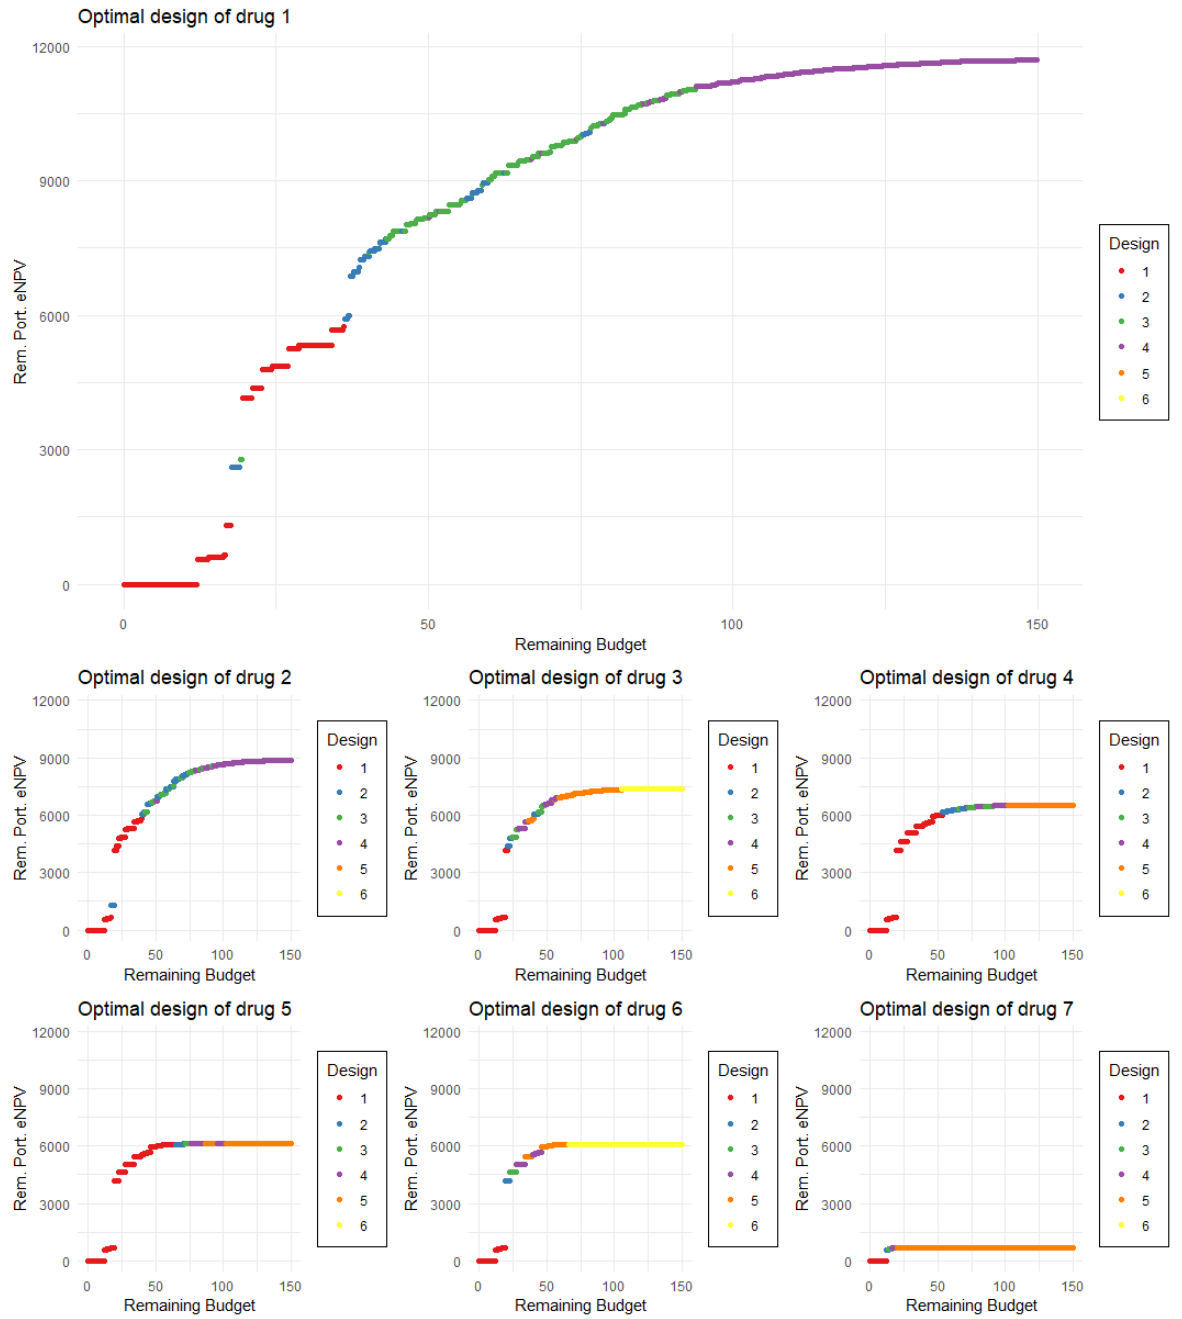 Optimal design of drug 1
12000
9000
6000
3000
0
Rem. Port. eNPV
0 50 100 150
Remaining Budget
Design
1
2
3
4
5
6
Optimal design of drug 2
12000
9000
6000
3000
0
Rem. Port. eNPV
0 50 100 150
Remaining Budget
Design
1
2
3
4
5
6
Optimal design of drug 3
12000
9000
6000
3000
0
Rem. Port. eNPV
0 50 100 150
Remaining Budget
Design
1
2
3
4
5
6
Optimal design of drug 4
12000
9000
6000
3000
0
Rem. Port. eNPV
0 50 100 150
Remaining Budget
Design
1
2
3
4
5
6
Optimal design of drug 5
12000
9000
6000
3000
0
Rem. Port. eNPV
0 50 100 150
Remaining Budget
Design
1
2
3
4
5
6
Optimal design of drug 6
12000
9000
6000
3000
0
Rem. Port. eNPV
0 50 100 150
Remaining Budget
Design
1
2
3
4
5
6
Optimal design of drug 7
12000
9000
6000
3000
0
Rem. Port. eNPV
0 50 100 150
Remaining Budget
Design
1
2
3
4
5
6